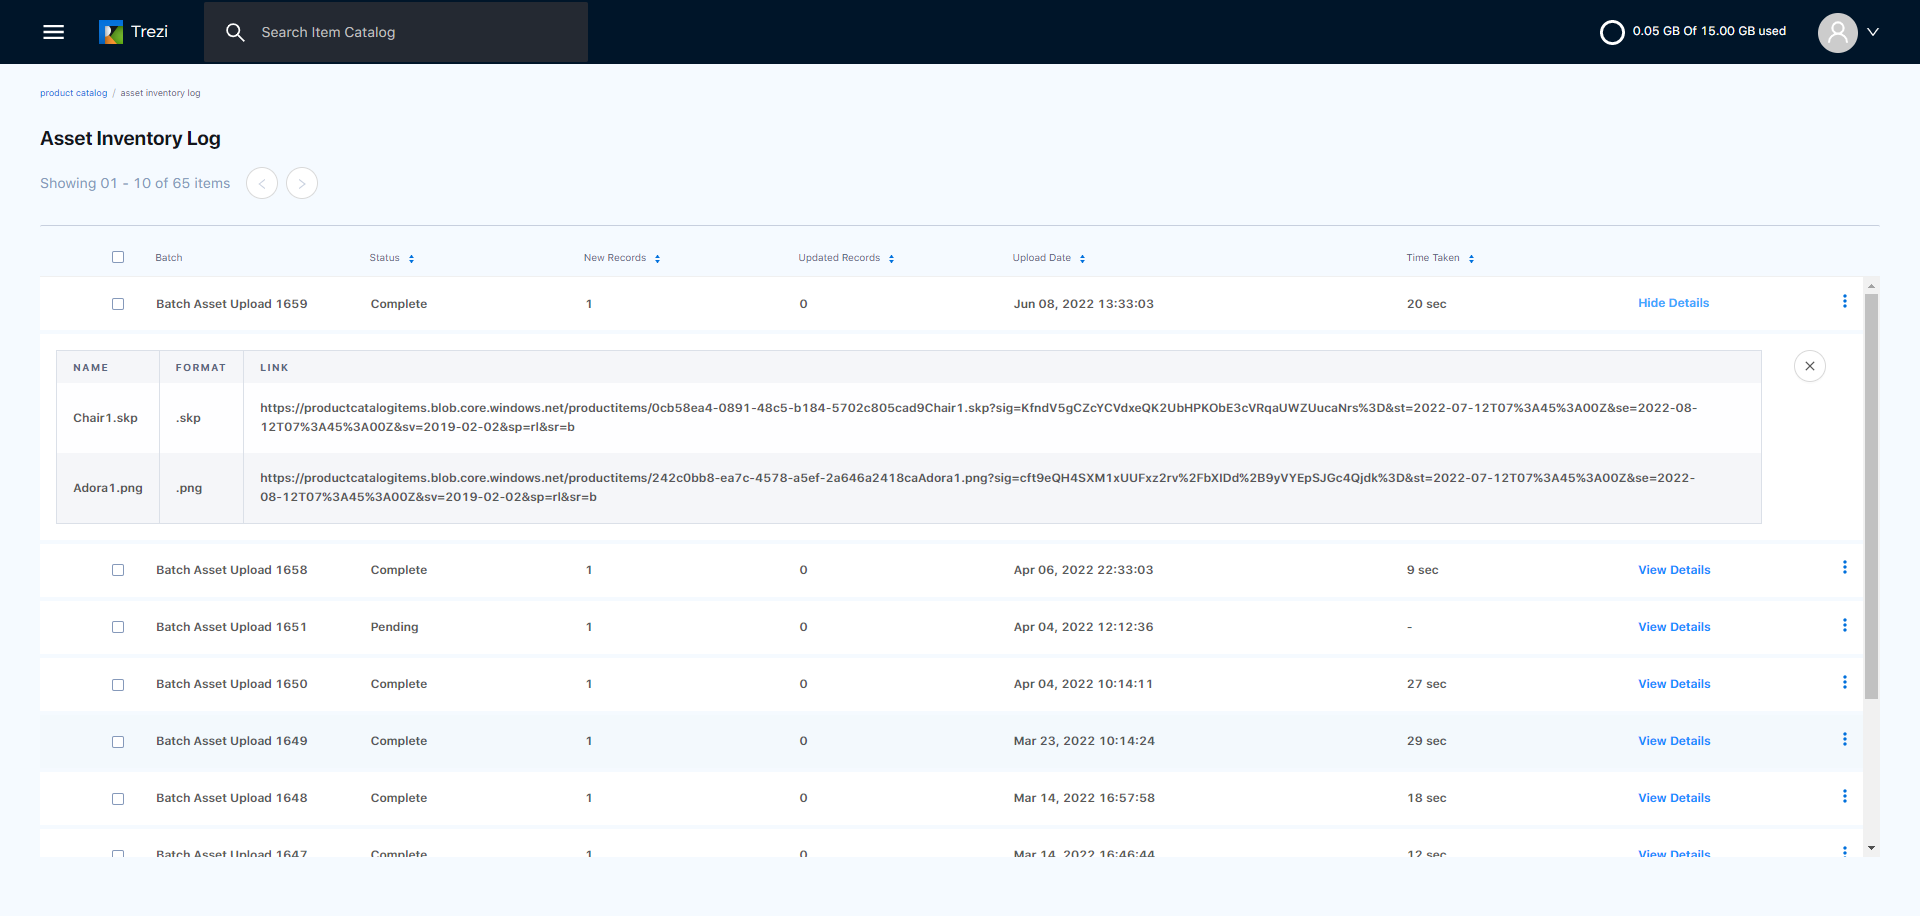 Trezi
Search Item Catalog
0.05 GB Of 15.00 GB used
product catalog / asset inventory log
Asset Inventory Log
Showing 01 - 10 of 65 items < >
Batch Status New Records Updated Records Upload Date Time Taken
Batch Asset Upload 1659 Complete 1 0 Jun 08, 2022 13:33:03 20 sec Hide Details
NAME FORMAT LINK
Chair1.skp .skp https://productcatalogitems.blob.core.windows.net/productitems/0cb58ea4-0891-48c5-b184-5702c805cad9Chair1.skp?sig=KfndV5gCZcYCVdxeQK2UbHPKObE3cVRqaUWZUucaNrs%3D&st=2022-07-12T07%3A45%3A00Z&se=2022-08-
12T07%3A45%3A00Z&sv=2019-02-02&sp=rl&sr=b
Adora1.png .png https://productcatalogitems.blob.core.windows.net/productitems/242c0bb8-ea7c-4578-a5ef-2a646a2418caAdora1.png?sig=cft9eQH4SXM1xUUFxz2rv%2FbXIDd%2B9yVYEpSJGc4Qjdk%3D&st=2022-07-12T07%3A45%3A00Z&se=2022-
08-12T07%3A45%3A00Z&sv=2019-02-02&sp=rl&sr=b
Batch Asset Upload 1658 Complete 1 0 Apr 06, 2022 22:33:03 9 sec View Details
Batch Asset Upload 1651 Pending 1 0 Apr 04, 2022 12:12:36 - View Details
Batch Asset Upload 1650 Complete 1 0 Apr 04, 2022 10:14:11 27 sec View Details
Batch Asset Upload 1649 Complete 1 0 Mar 23, 2022 10:14:24 29 sec View Details
Batch Asset Upload 1648 Complete 1 0 Mar 14, 2022 16:57:58 18 sec View Details
Batch Asset Upload 1647 Complete 1 0 Mar 14, 2022 16:46:44 12 sec View Details